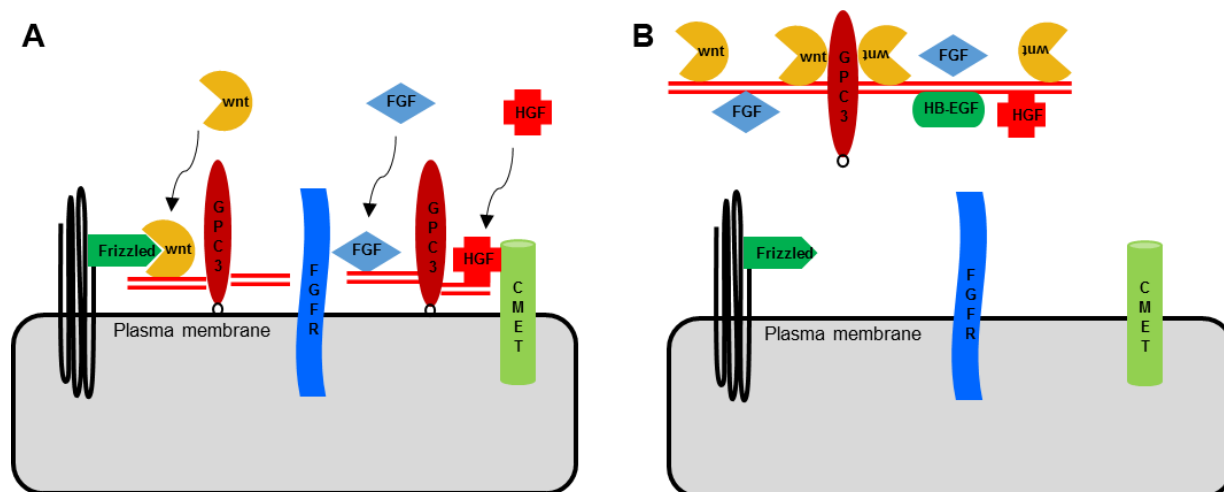 A
wnt
FGF
HGF
GPC3
GPC3
Frizzled
wnt
FGF
HGF
FGFR
CMET
Plasma membrane
B
wnt
wnt
GPC3
wnt
FGF
wnt
FGF
HB-EGF
HGF
Frizzled
FGFR
CMET
Plasma membrane